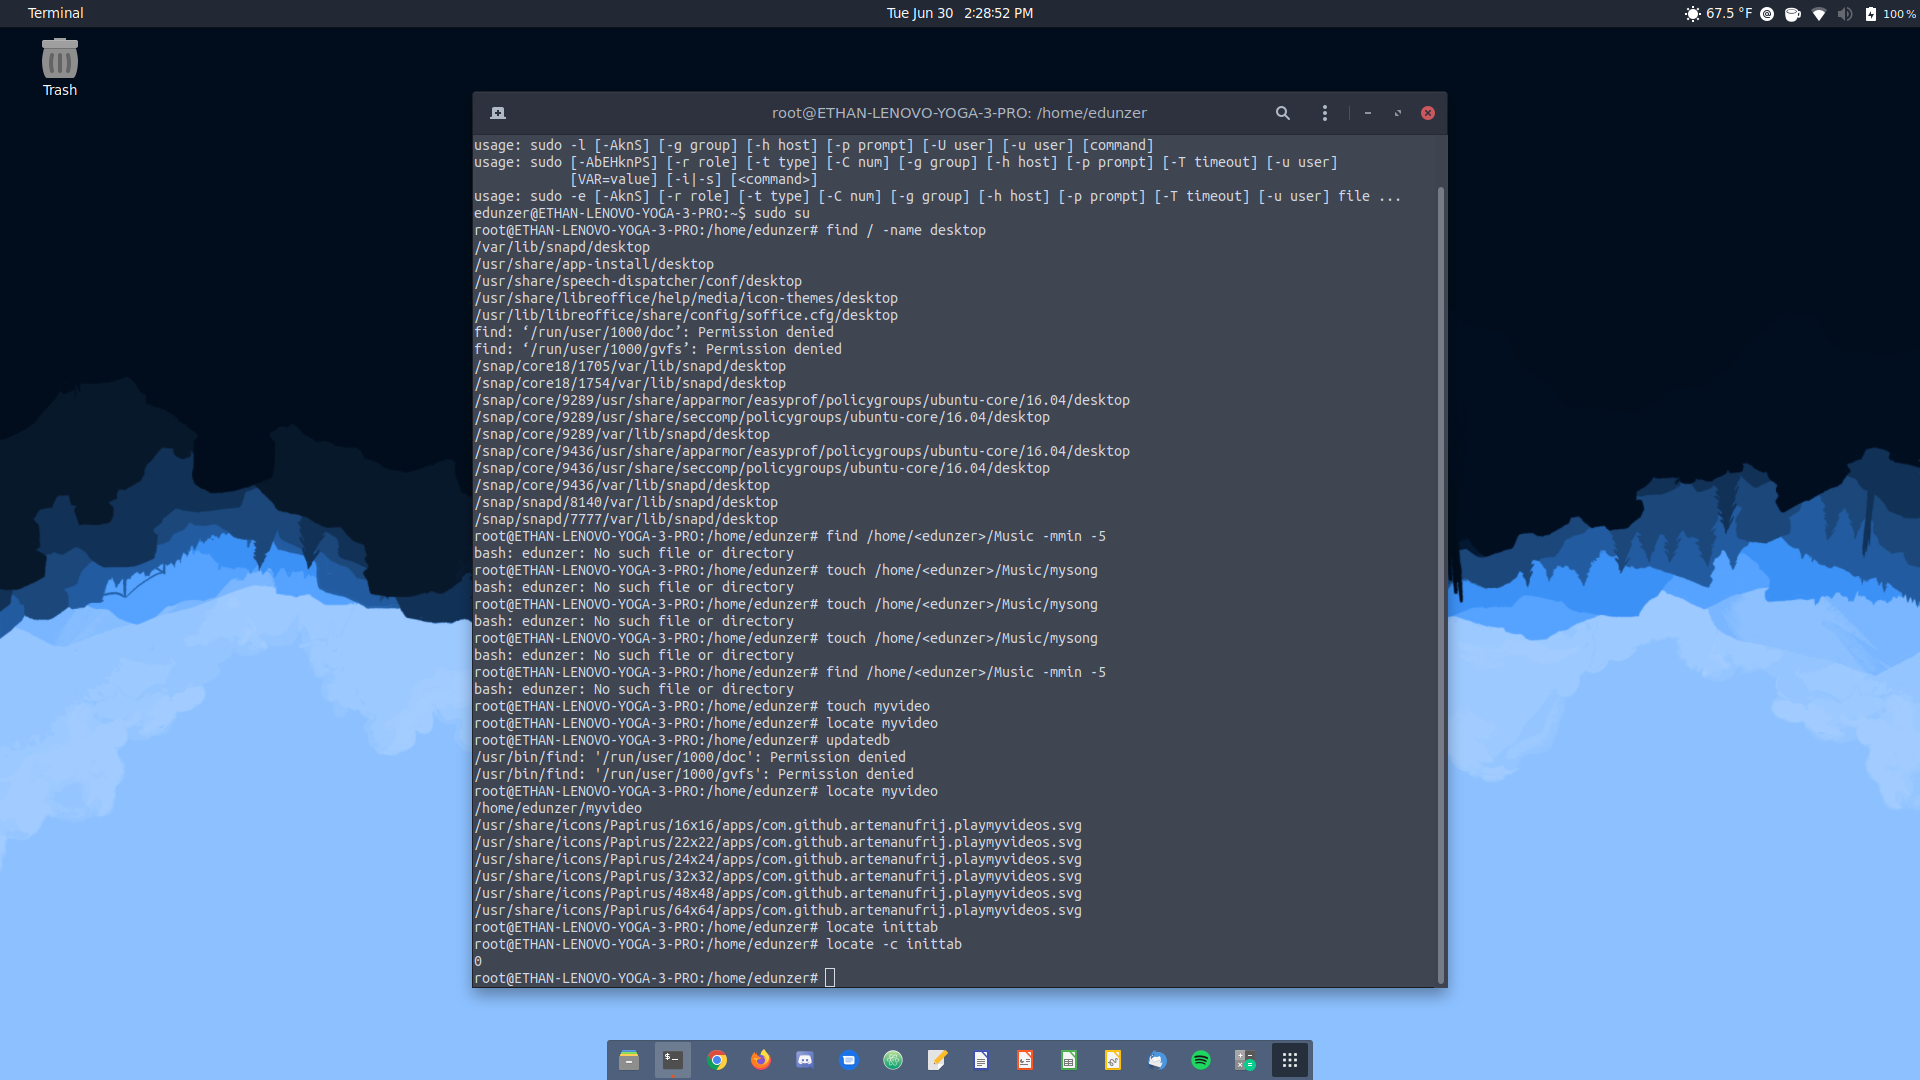 Terminal
Tue Jun 30 2:28:52 PM
67.5 °F
100 %
Trash
root@ETHAN-LENOVO-YOGA-3-PRO: /home/edunzer
usage: sudo -l [-AknS] [-g group] [-h host] [-p prompt] [-U user] [-u user] [command]
usage: sudo [-AbEHknPS] [-r role] [-t type] [-C num] [-g group] [-h host] [-p prompt] [-T timeout] [-u user]
[VAR=value] [-i|-s] [<command>]
usage: sudo -e [-AknS] [-r role] [-t type] [-C num] [-g group] [-h host] [-p prompt] [-T timeout] [-u user] file ...
edunzer@ETHAN-LENOVO-YOGA-3-PRO:~$ sudo su
root@ETHAN-LENOVO-YOGA-3-PRO:/home/edunzer# find / -name desktop
/var/lib/snapd/desktop
/usr/share/app-install/desktop
/usr/share/speech-dispatcher/conf/desktop
/usr/share/libreoffice/help/media/icon-themes/desktop
/usr/lib/libreoffice/share/config/soffice.cfg/desktop
find: ‘/run/user/1000/doc’: Permission denied
find: ‘/run/user/1000/gvfs’: Permission denied
/snap/core18/1705/var/lib/snapd/desktop
/snap/core18/1754/var/lib/snapd/desktop
/snap/core/9289/usr/share/apparmor/easyprof/policygroups/ubuntu-core/16.04/desktop
/snap/core/9289/usr/share/seccomp/policygroups/ubuntu-core/16.04/desktop
/snap/core/9289/var/lib/snapd/desktop
/snap/core/9436/usr/share/apparmor/easyprof/policygroups/ubuntu-core/16.04/desktop
/snap/core/9436/usr/share/seccomp/policygroups/ubuntu-core/16.04/desktop
/snap/core/9436/var/lib/snapd/desktop
/snap/snapd/8140/var/lib/snapd/desktop
/snap/snapd/7777/var/lib/snapd/desktop
root@ETHAN-LENOVO-YOGA-3-PRO:/home/edunzer# find /home/<edunzer>/Music -mmin -5
bash: edunzer: No such file or directory
root@ETHAN-LENOVO-YOGA-3-PRO:/home/edunzer# touch /home/<edunzer>/Music/mysong
bash: edunzer: No such file or directory
root@ETHAN-LENOVO-YOGA-3-PRO:/home/edunzer# touch /home/<edunzer>/Music/mysong
bash: edunzer: No such file or directory
root@ETHAN-LENOVO-YOGA-3-PRO:/home/edunzer# touch /home/<edunzer>/Music/mysong
bash: edunzer: No such file or directory
root@ETHAN-LENOVO-YOGA-3-PRO:/home/edunzer# find /home/<edunzer>/Music -mmin -5
bash: edunzer: No such file or directory
root@ETHAN-LENOVO-YOGA-3-PRO:/home/edunzer# touch myvideo
root@ETHAN-LENOVO-YOGA-3-PRO:/home/edunzer# locate myvideo
root@ETHAN-LENOVO-YOGA-3-PRO:/home/edunzer# updatedb
/usr/bin/find: '/run/user/1000/doc': Permission denied
/usr/bin/find: '/run/user/1000/gvfs': Permission denied
root@ETHAN-LENOVO-YOGA-3-PRO:/home/edunzer# locate myvideo
/home/edunzer/myvideo
/usr/share/icons/Papirus/16x16/apps/com.github.artemanufrij.playmyvideos.svg
/usr/share/icons/Papirus/22x22/apps/com.github.artemanufrij.playmyvideos.svg
/usr/share/icons/Papirus/24x24/apps/com.github.artemanufrij.playmyvideos.svg
/usr/share/icons/Papirus/32x32/apps/com.github.artemanufrij.playmyvideos.svg
/usr/share/icons/Papirus/48x48/apps/com.github.artemanufrij.playmyvideos.svg
/usr/share/icons/Papirus/64x64/apps/com.github.artemanufrij.playmyvideos.svg
root@ETHAN-LENOVO-YOGA-3-PRO:/home/edunzer# locate inittab
root@ETHAN-LENOVO-YOGA-3-PRO:/home/edunzer# locate -c inittab
0
root@ETHAN-LENOVO-YOGA-3-PRO:/home/edunzer#